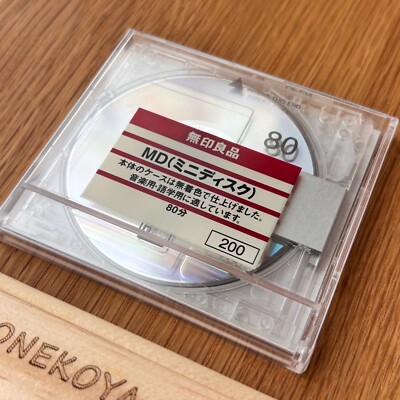 80
無印良品
MD(ミニディスク)
本体のケースは無着色で仕上げました。
音楽用・語学用に適しています。
80分
200
ONEKOYA